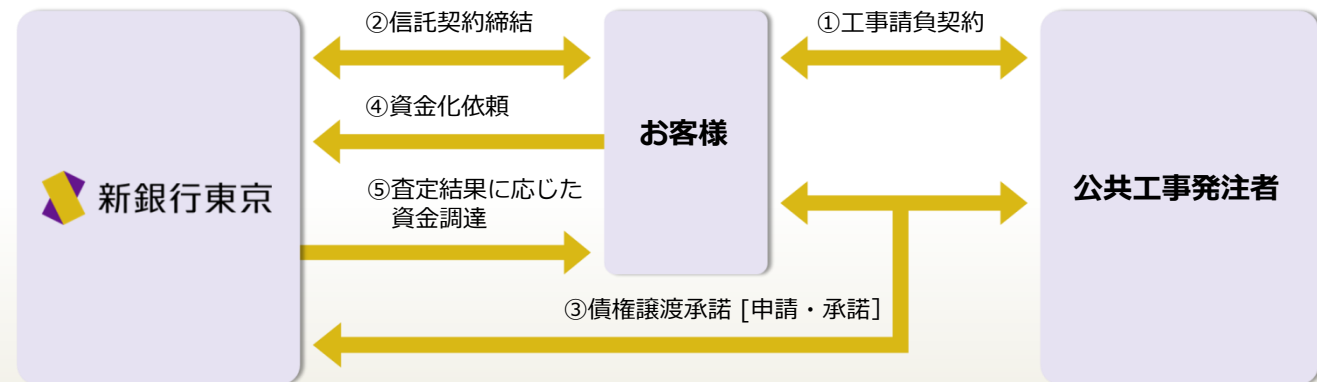 ②信託契約締結
①工事請負契約
④資金化依頼
お客様
新銀行東京
⑤査定結果に応じた
資金調達
公共工事発注者
③債権譲渡承諾 [申請・承諾]